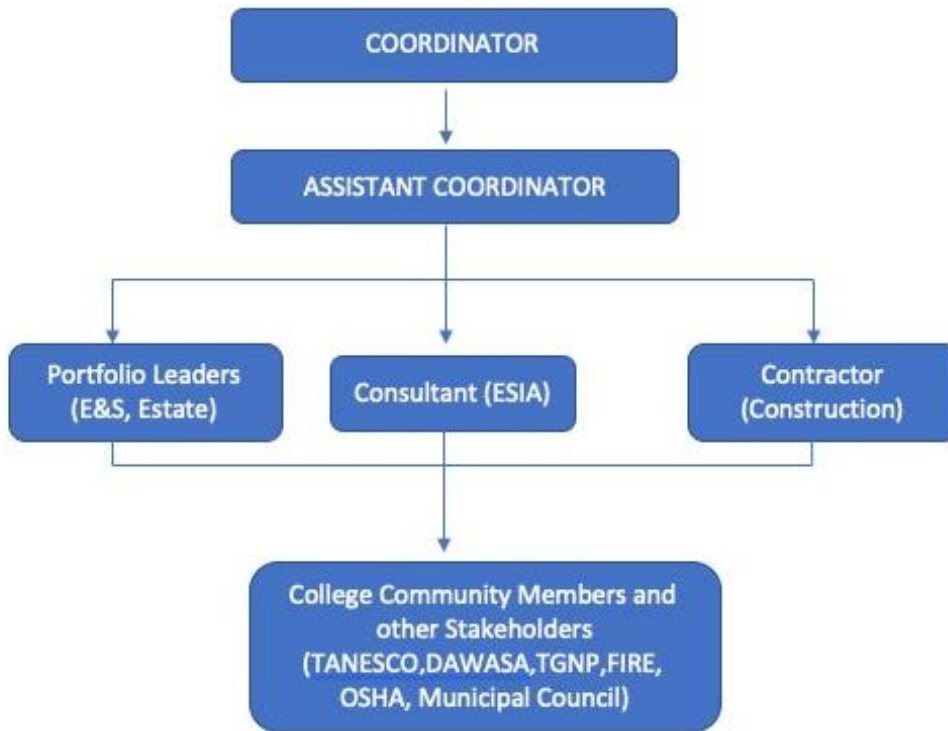 COORDINATOR
ASSISTANT COORDINATOR
Portfolio Leaders
(E&S, Estate)
Consultant (ESIA)
Contractor
(Construction)
College Community Members and
other Stakeholders
(TANESCO,DAWASA,TGNP,FIRE,
OSHA, Municipal Council)